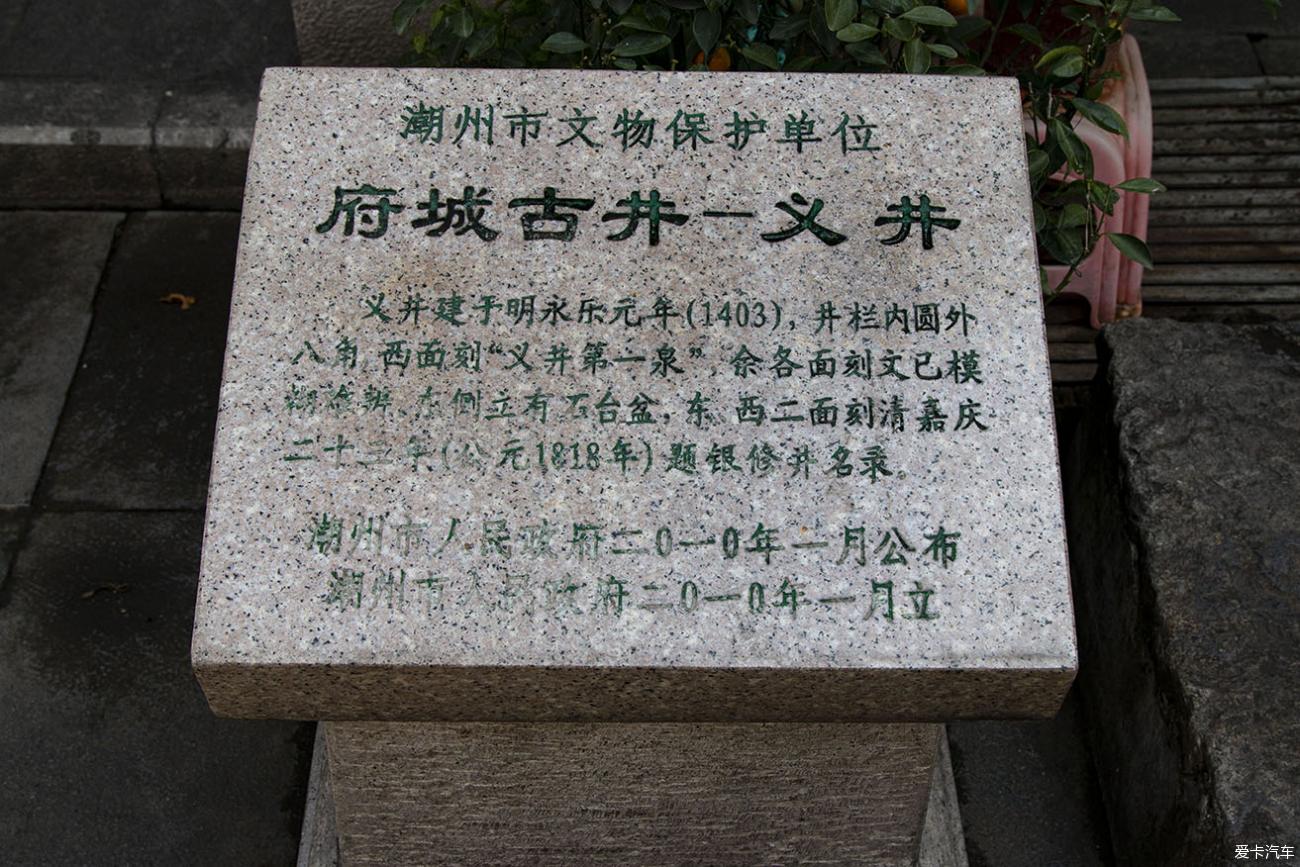 潮州市文物保护单位
府城古井－义井
义井建于明永乐元年(1403)，井栏内圆外
八角,西面刻“义井第一泉”,余各面刻文已模
糊难辨,东侧立有石台盆,东、西二面刻清嘉庆
二十三年(公元1818年)题银修井名录。
潮州市人民政府二0一0年一月公布
潮州市人民政府二0一0年一月立
爱卡汽车